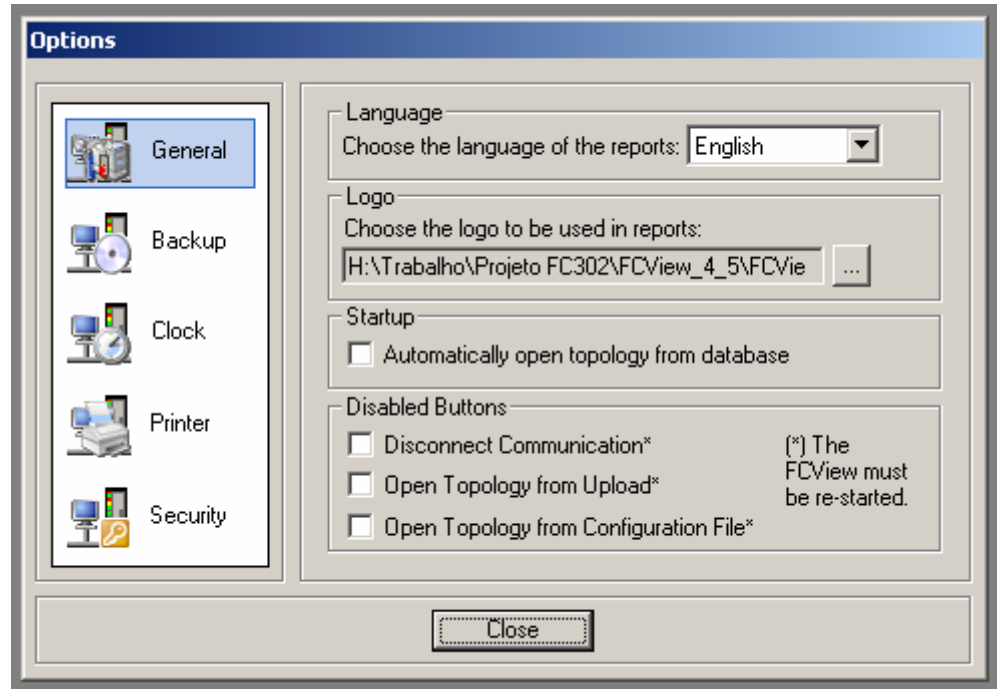 Options
General
Backup
Clock
Printer
Security
Language
Choose the language of the reports: English
Logo
Choose the logo to be used in reports:
H:\Trabalho\Projeto FC302\FCView_4_5\FCVie ...
Startup
Automatically open topology from database
Disabled Buttons
Disconnect Communication*
Open Topology from Upload*
Open Topology from Configuration File*
(*) The
FCView must
be re-started.
Close